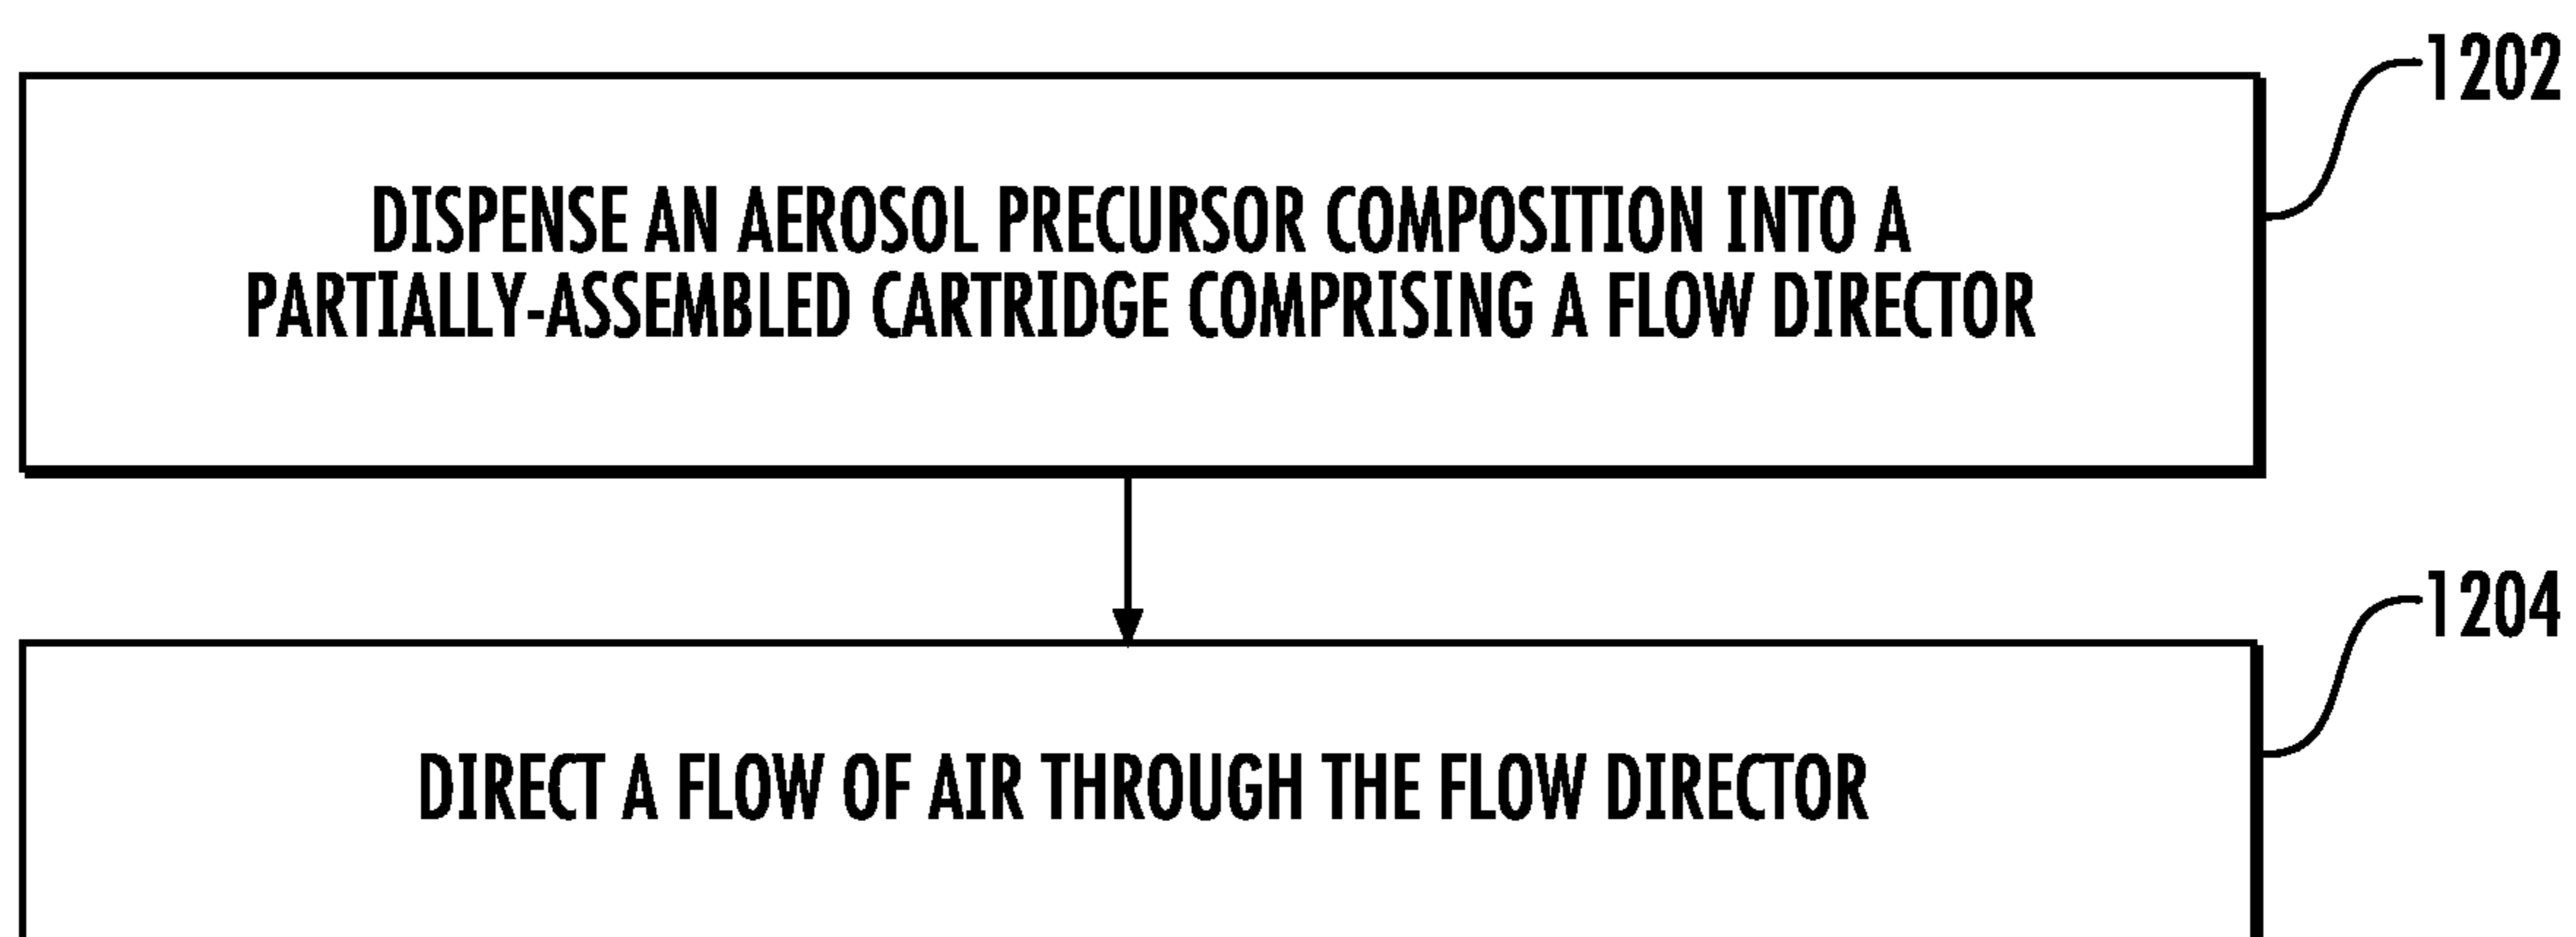 1202
DISPENSE AN AEROSOL PRECURSOR COMPOSITION INTO A
PARTIALLY-ASSEMBLED CARTRIDGE COMPRISING A FLOW DIRECTOR
1204
DIRECT A FLOW OF AIR THROUGH THE FLOW DIRECTOR